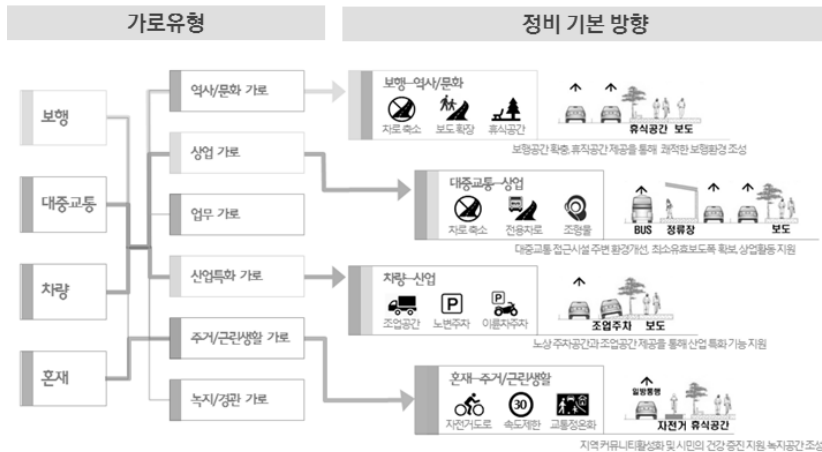 가로유형
정비 기본 방향
보행
대중교통
차량
혼재
역사/문화 가로
상업 가로
업무 가로
산업특화 가로
주거/근린생활 가로
녹지/경관 가로
보행–역사/문화
차로 축소 보도 확장 휴식공간
휴식공간 보도
보행공간 확충, 휴직공간 제공을 통해 쾌적한 보행환경 조성
대중교통–상업
차로 축소 전용차로 조형물
BUS 정류장 보도
대중교통 접근시설 주변 환경개선, 최소유효보도폭 확보, 상업활동 지원
차량–산업
P P
조업공간 노변주차 이륜자주차
조업주차 보도
노상 주차공간과 조업공간 제공을 통해 산업 특화 기능 지원
혼재–주거/근린생활
30
자전거도로 속도제한 교통정온화
일방통행
자전거 휴식공간
지역 커뮤니티활성화 및 시민의 건강 증진 지원, 녹지공간 조성